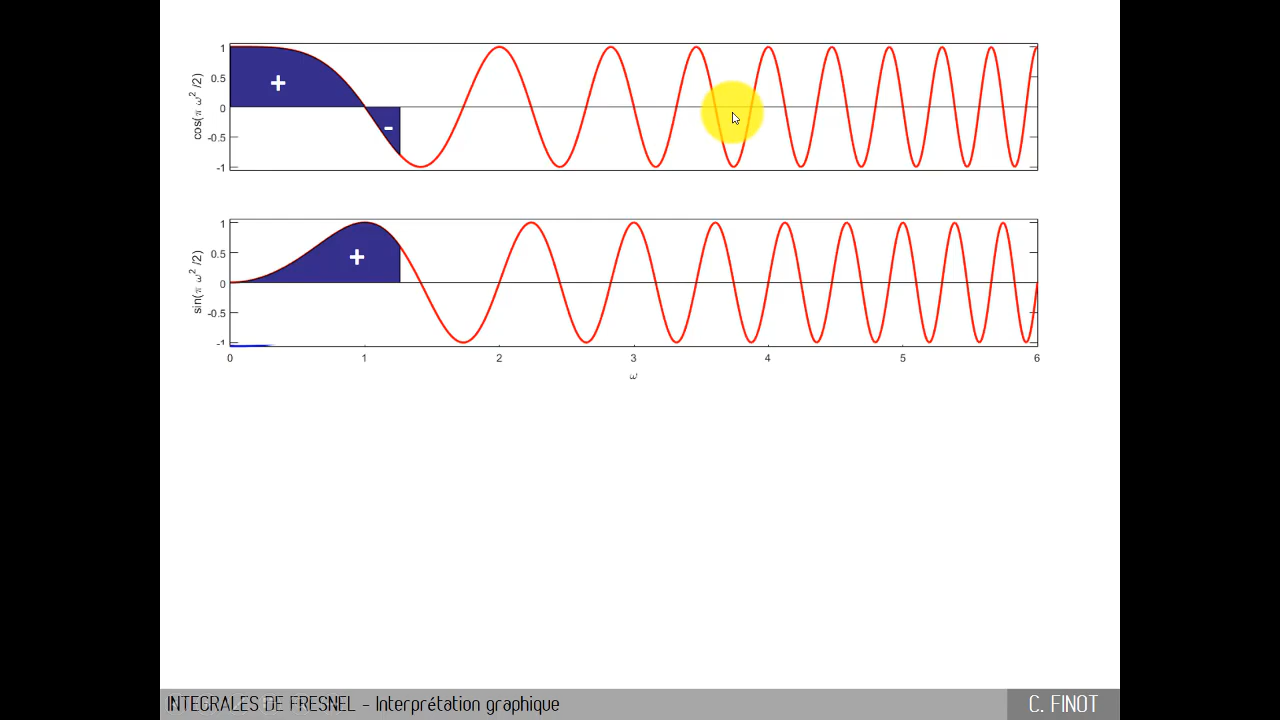 cos(π ω² /2)
1
0.5
0
-0.5
-1
+
-
sin(π ω² /2)
1
0.5
0
-0.5
-1
+
0 1 2 3 4 5 6
ω
INTEGRALES DE FRESNEL - Interprétation graphique
C. FINOT